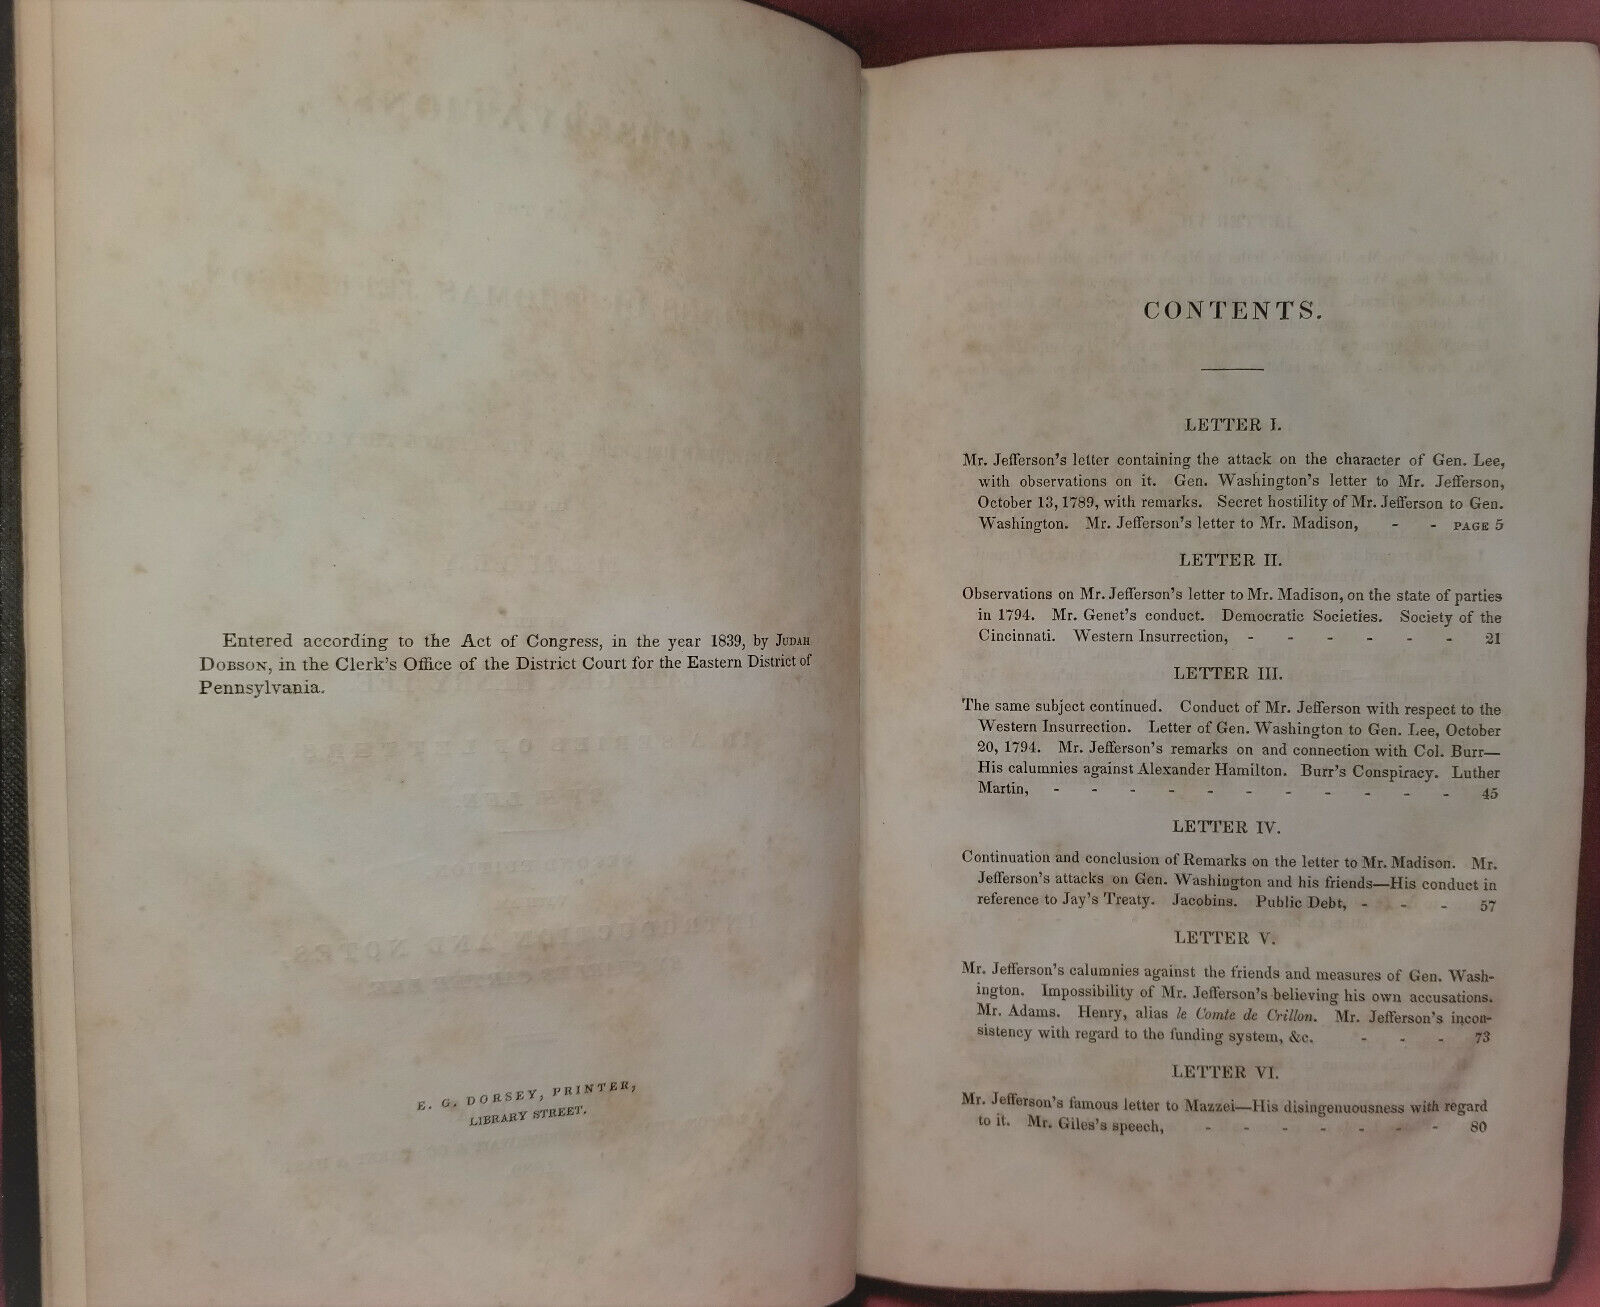 Entered according to the Act of Congress, in the year 1839, by JUDAH
DOBSON, in the Clerk's Office of the District Court for the Eastern District of
Pennsylvania.
E. G. DORSEY, PRINTER,
LIBRARY STREET.
CONTENTS.
LETTER I.
Mr. Jefferson's letter containing the attack on the character of Gen. Lee,
with observations on it. Gen. Washington's letter to Mr. Jefferson,
October 13, 1789, with remarks. Secret hostility of Mr. Jefferson to Gen.
Washington. Mr. Jefferson's letter to Mr. Madison, - - PAGE 5
LETTER II.
Observations on Mr. Jefferson's letter to Mr. Madison, on the state of parties
in 1794. Mr. Genet's conduct. Democratic Societies. Society of the
Cincinnati. Western Insurrection, - - - - - - 21
LETTER III.
The same subject continued. Conduct of Mr. Jefferson with respect to the
Western Insurrection. Letter of Gen. Washington to Gen. Lee, October
20, 1794. Mr. Jefferson's remarks on and connection with Col. Burr—
His calumnies against Alexander Hamilton. Burr's Conspiracy. Luther
Martin, - - - - - - - - - - - 45
LETTER IV.
Continuation and conclusion of Remarks on the letter to Mr. Madison. Mr.
Jefferson's attacks on Gen. Washington and his friends—His conduct in
reference to Jay's Treaty. Jacobins. Public Debt, - - - 57
LETTER V.
Mr. Jefferson's calumnies against the friends and measures of Gen. Wash-
ington. Impossibility of Mr. Jefferson's believing his own accusations.
Mr. Adams. Henry, alias le Comte de Crillon. Mr. Jefferson's incon-
sistency with regard to the funding system, &c. - - - 73
LETTER VI.
Mr. Jefferson's famous letter to Mazzei—His disingenuousness with regard
to it. Mr. Giles's speech, - - - - - - - 80